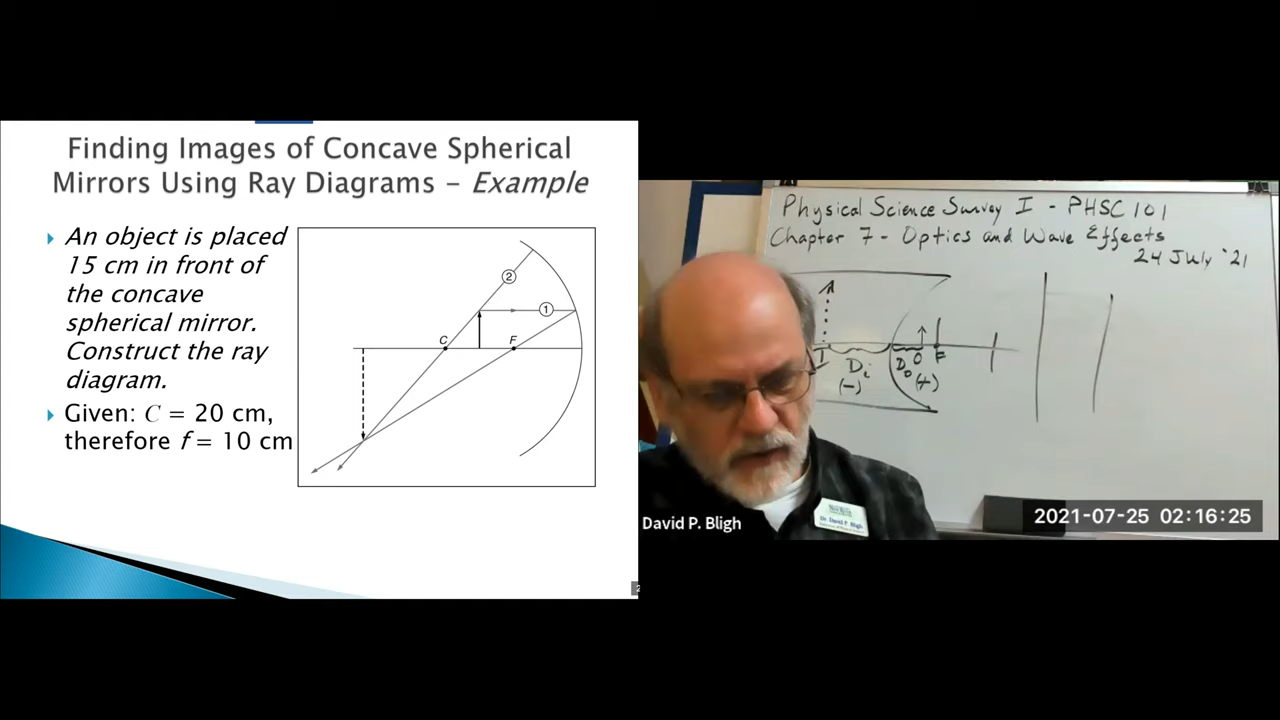 Finding Images of Concave Spherical
Mirrors Using Ray Diagrams – Example
An object is placed
15 cm in front of
the concave
spherical mirror.
Construct the ray
diagram.
Given: C = 20 cm,
therefore f = 10 cm
2
1
C
F
Physical Science Survey I - PHSC 101
Chapter 7 - Optics and Wave Effects
24 July '21
I
Di
(-)
Do
O
F
(+)
Dr. David P. Bligh
David P. Bligh
2021-07-25 02:16:25